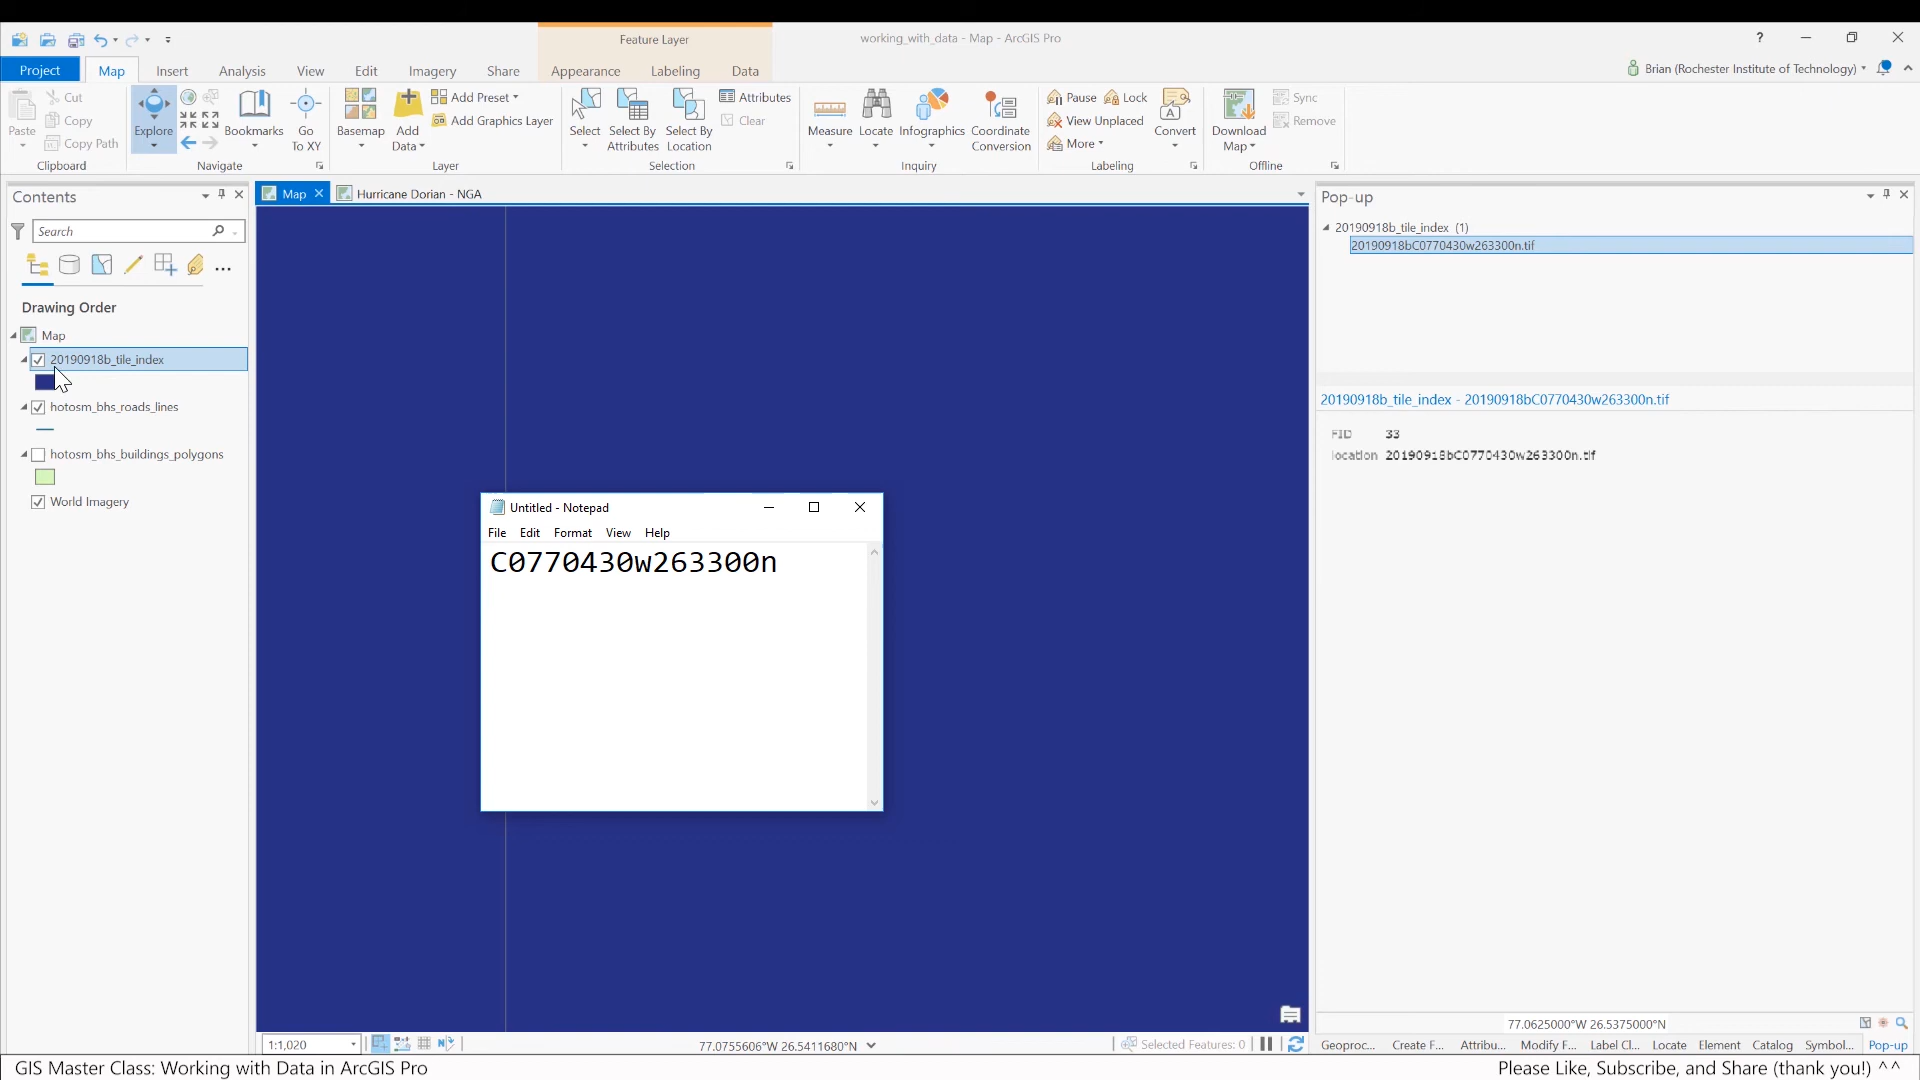 Feature Layer
working_with_data - Map - ArcGIS Pro
?
Project
Map
Insert
Analysis
View
Edit
Imagery
Share
Appearance
Labeling
Data
Brian (Rochester Institute of Technology)
Paste
Cut
Copy
Copy Path
Clipboard
Explore
Bookmarks
Go To XY
Navigate
Basemap
Add Data
Add Preset
Add Graphics Layer
Layer
Select
Select By Attributes
Select By Location
Attributes
Clear
Selection
Measure
Locate
Infographics
Coordinate Conversion
Inquiry
Pause
Lock
View Unplaced
More
Convert
Labeling
Download Map
Sync
Remove
Offline
Contents
Search
Drawing Order
Map
20190918b_tile_index
hotosm_bhs_roads_lines
hotosm_bhs_buildings_polygons
World Imagery
Map
Hurricane Dorian - NGA
Untitled - Notepad
File Edit Format View Help
C0770430w263300n
1:1,020
77.0755606°W 26.5411680°N
Selected Features: 0
Pop-up
20190918b_tile_index (1)
20190918bC0770430w263300n.tif
20190918b_tile_index - 20190918bC0770430w263300n.tif
FID 33
location 20190918bC0770430w263300n.tif
77.0625000°W 26.5375000°N
Geoproc... Create F... Attribu... Modify F... Label Cl... Locate Element Catalog Symbol... Pop-up
GIS Master Class: Working with Data in ArcGIS Pro
Please Like, Subscribe, and Share (thank you!) ^^